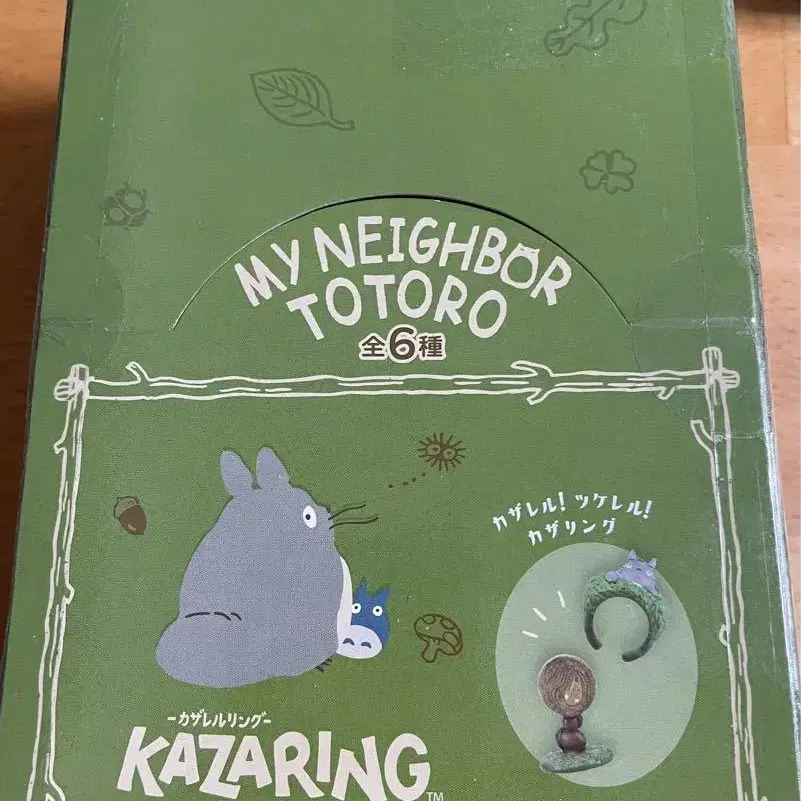 MY NEIGHBOR
TOTORO
全6種
カザレル！ツケレル！
カザリング
-カザレルリング-
KAZARING™